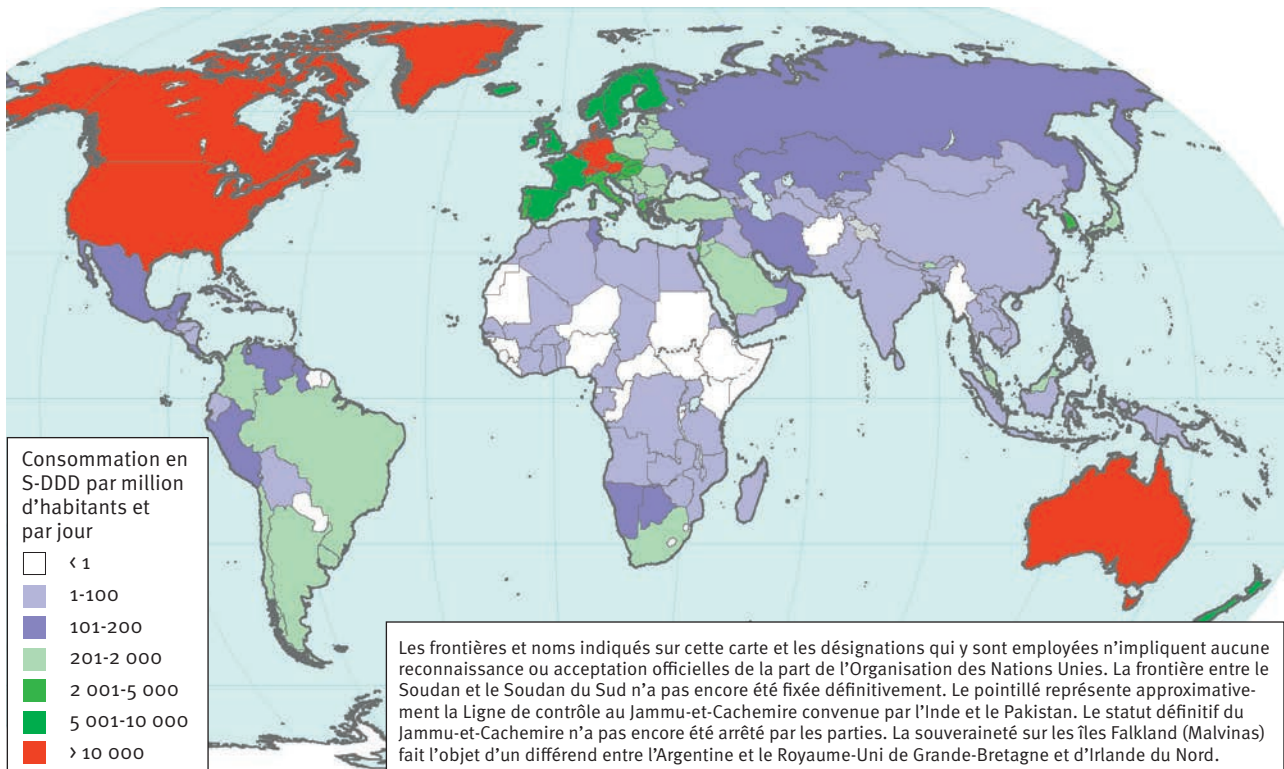 Consommation en
S-DDD par million
d’habitants et
par jour
‹ 1
1-100
101-200
201-2 000
2 001-5 000
5 001-10 000
› 10 000
Les frontières et noms indiqués sur cette carte et les désignations qui y sont employées n’impliquent aucune
reconnaissance ou acceptation officielles de la part de l’Organisation des Nations Unies. La frontière entre le
Soudan et le Soudan du Sud n’a pas encore été fixée définitivement. Le pointillé représente approximative-
ment la Ligne de contrôle au Jammu-et-Cachemire convenue par l’Inde et le Pakistan. Le statut définitif du
Jammu-et-Cachemire n’a pas encore été arrêté par les parties. La souveraineté sur les îles Falkland (Malvinas)
fait l’objet d’un différend entre l’Argentine et le Royaume-Uni de Grande-Bretagne et d’Irlande du Nord.